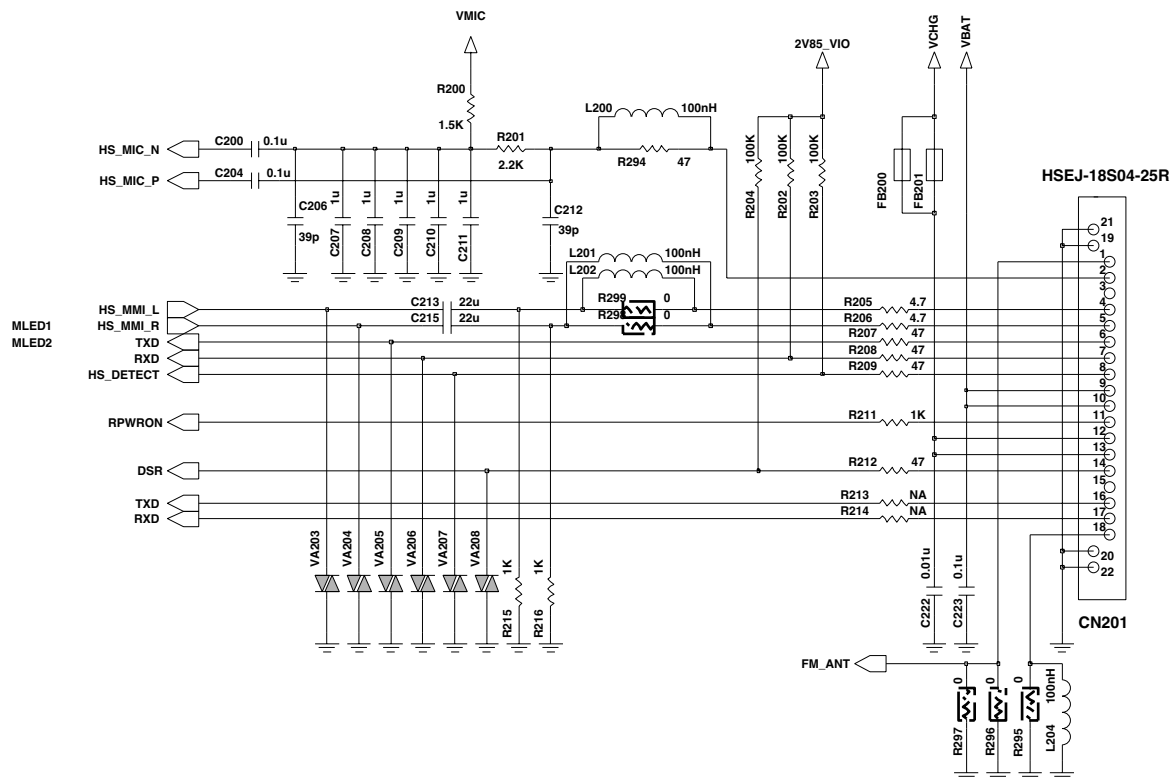 VMIC
VCHG
VBAT
2V85_VIO
R200
1.5K
L200 100nH
HS_MIC_N C200 0.1u
R201
2.2K
R294 47
HS_MIC_P C204 0.1u
100K 100K 100K
R204 R202 R203
FB200 FB201
HSEJ-18S04-25R
C206
39p
1u 1u 1u 1u 1u
C207 C208 C209 C210 C211
C212
39p
L201 100nH
L202 100nH
HS_MMI_L C213 22u R299 0 R205 4.7
MLED1 HS_MMI_R C215 22u R298 0 R206 4.7
MLED2 TXD R207 47
RXD R208 47
HS_DETECT R209 47
RPWRON R211 1K
DSR R212 47
TXD R213 NA
RXD R214 NA
21
19
1
2
3
4
5
6
7
8
9
10
11
12
13
14
15
16
17
18
20
22
CN201
VA203 VA204 VA205 VA206 VA207 VA208
1K 1K
R215 R216
0.01u 0.1u
C222 C223
FM_ANT
0 0 0 100nH
R297 R296 R295 L204